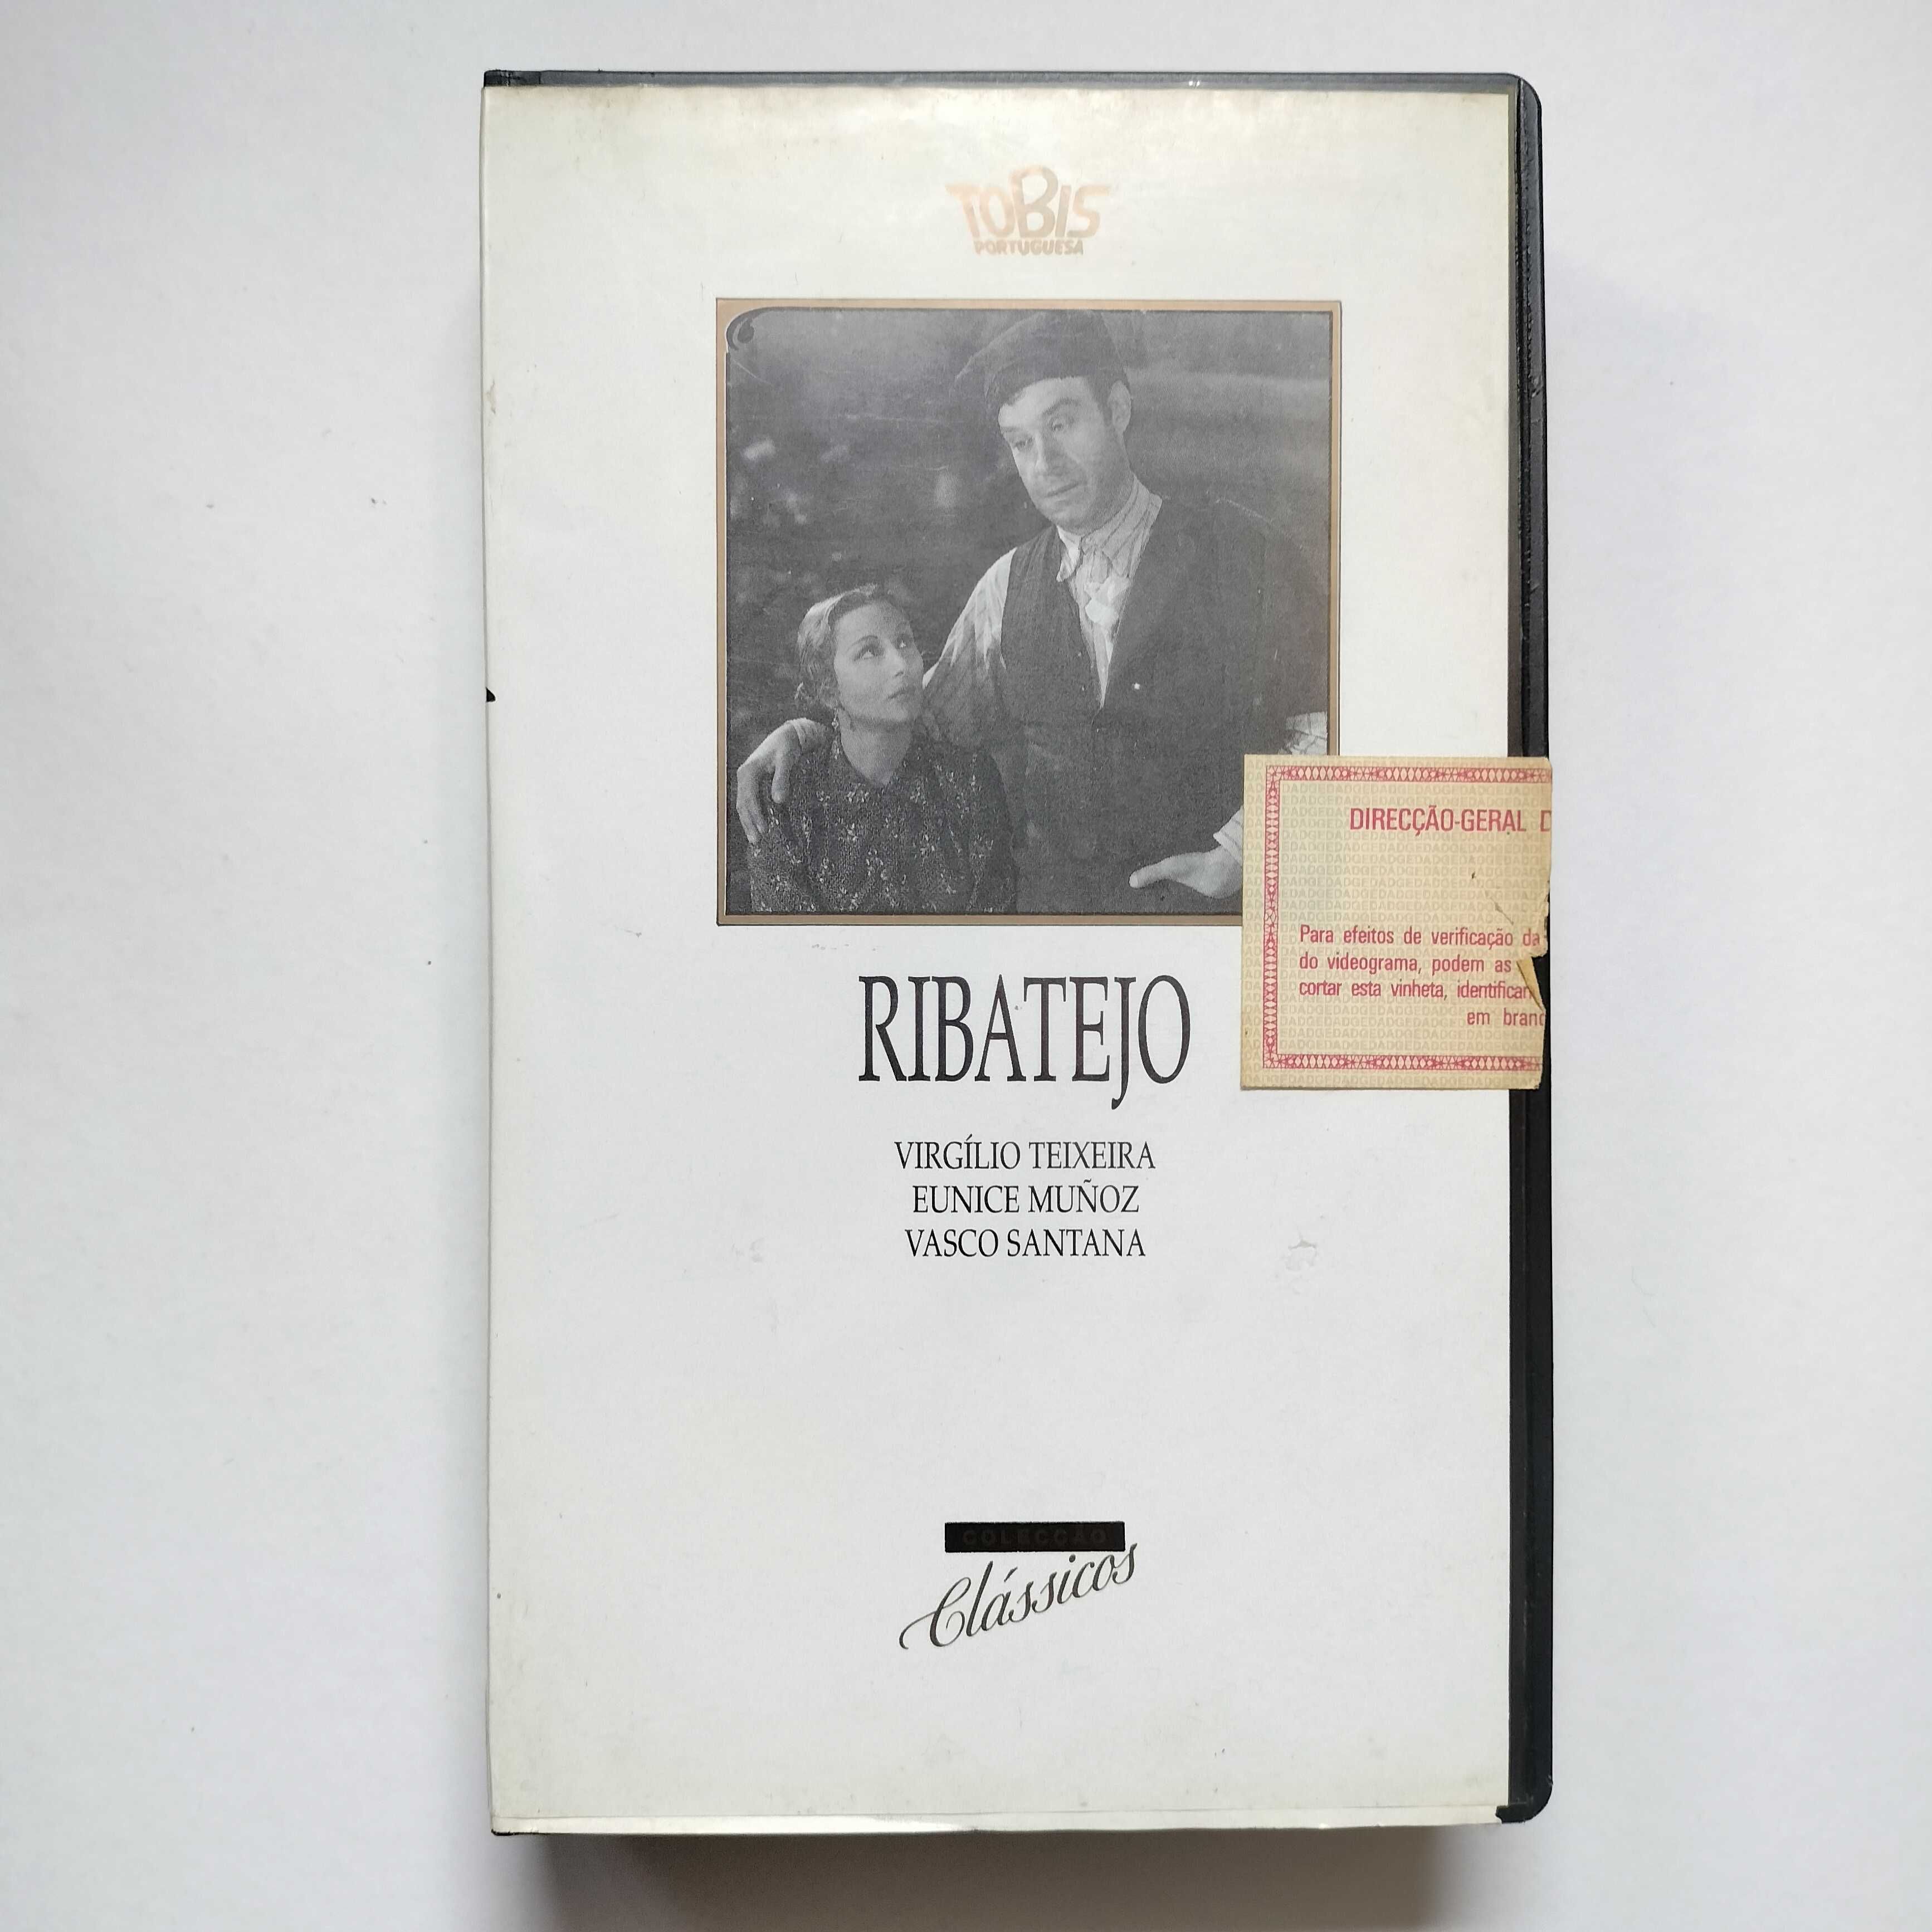 TOBIS
PORTUGUESA
DIRECÇÃO-GERAL D
Para efeitos de verificação da
do videograma, podem as
cortar esta vinheta,
em branc
RIBATEJO
VIRGÍLIO TEIXEIRA
EUNICE MUÑOZ
VASCO SANTANA
COLECÇÃO
Clássicos